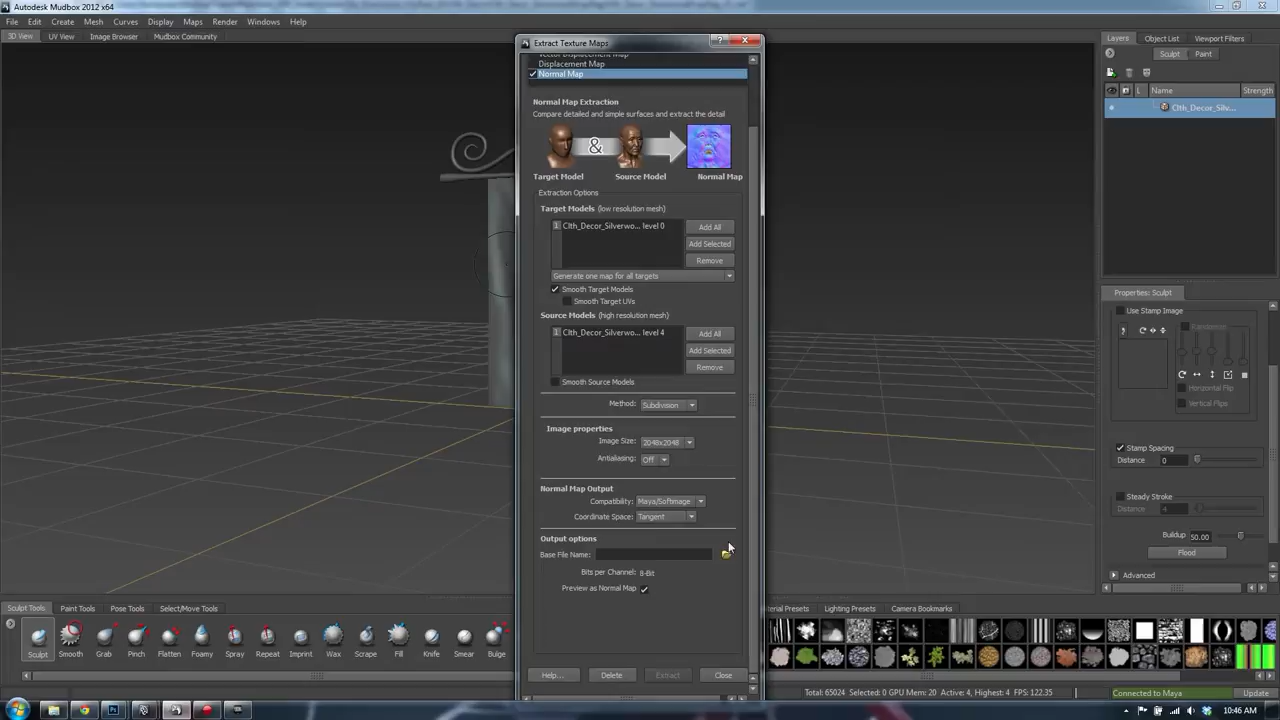 Autodesk Mudbox 2012 x64
File Edit Create Mesh Curves Display Maps Render Windows Help
3D View UV View Image Browser Mudbox Community
Extract Texture Maps
Vector Displacement Map
Displacement Map
Normal Map
Normal Map Extraction
Compare detailed and simple surfaces and extract the detail
&
Target Model Source Model Normal Map
Extraction Options
Target Models (low resolution mesh)
1 Clth_Decor_Silverwo... level 0
Add All
Add Selected
Remove
Generate one map for all targets
Smooth Target Models
Smooth Target UVs
Source Models (high resolution mesh)
1 Clth_Decor_Silverwo... level 4
Add All
Add Selected
Remove
Smooth Source Models
Method: Subdivision
Image properties
Image Size: 2048x2048
Antialiasing: Off
Normal Map Output
Compatibility: Maya/Softimage
Coordinate Space: Tangent
Output options
Base File Name:
Bits per Channel: 8-Bit
Preview as Normal Map
Help... Delete Extract Close
Layers Object List Viewport Filters
Sculpt Paint
L Name Strength
Clth_Decor_Silv...
Properties: Sculpt
Use Stamp Image
Randomize
Horizontal Flip
Vertical Flips
Stamp Spacing
Distance 0
Steady Stroke
Distance 4
Buildup 50.00
Flood
Advanced
Sculpt Tools Paint Tools Pose Tools Select/Move Tools
Material Presets Lighting Presets Camera Bookmarks
Sculpt Smooth Grab Pinch Flatten Foamy Spray Repeat Imprint Wax Scrape Fill Knife Smear Bulge
Total: 65024 Selected: 0 GPU Mem: 20 Active: 4, Highest: 4 FPS: 122.35
Connected to Maya
Update
10:46 AM